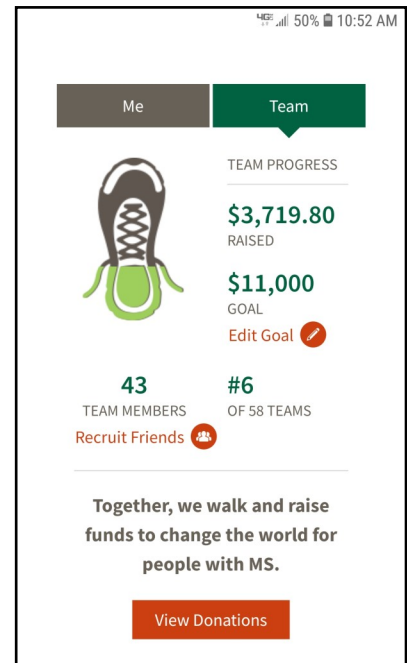 4G 50% 10:52 AM
Me
Team
TEAM PROGRESS
$3,719.80
RAISED
$11,000
GOAL
Edit Goal
43
TEAM MEMBERS
Recruit Friends
#6
OF 58 TEAMS
Together, we walk and raise
funds to change the world for
people with MS.
View Donations